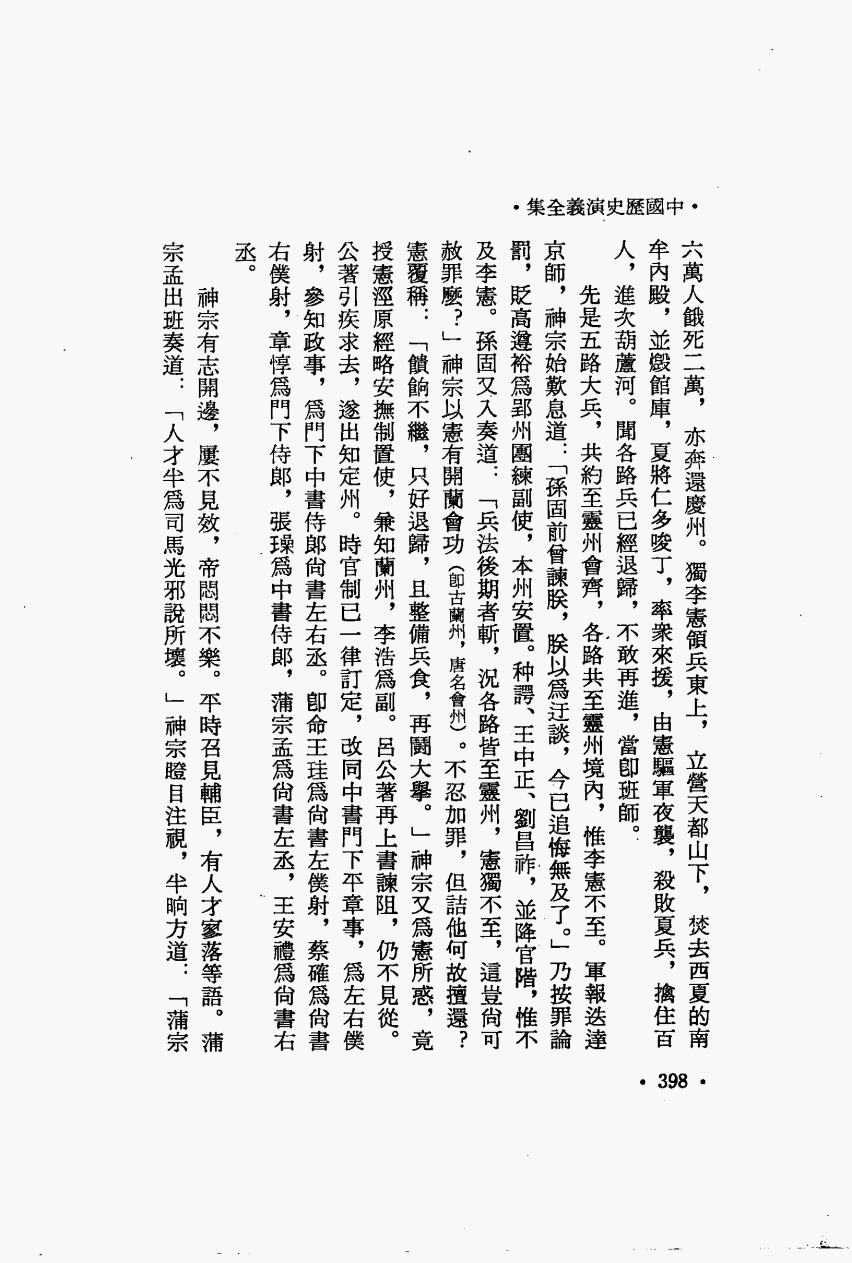 •集全義演史歷國中•
六萬人餓死二萬，亦奔還慶州。獨李憲領兵東上，立營天都山下，焚去西夏的南
牟內殿，並燬館庫，夏將仁多唆丁，率衆來援，由憲驅軍夜襲，殺敗夏兵，擒住百
人，進次葫蘆河。聞各路兵已經退歸，不敢再進，當卽班師。
先是五路大兵，共約至靈州會齊，各路共至靈州境內，惟李憲不至。軍報迭達
京師，神宗始歎息道：「孫固前曾諫朕，朕以爲迂談，今已追悔無及了。」乃按罪論
罰，貶高遵裕爲郢州團練副使，本州安置。种諤、王中正、劉昌祚，並降官階，惟不
及李憲。孫固又入奏道：「兵法後期者斬，況各路皆至靈州，憲獨不至，這豈尙可
赦罪麼？」神宗以憲有開蘭會功（卽古蘭州，唐名會州）。不忍加罪，但詰他何故擅還？
憲覆稱：「饋餉不繼，只好退歸，且整備兵食，再圖大舉。」神宗又爲憲所惑，竟
授憲涇原經略安撫制置使，兼知蘭州，李浩爲副。呂公著再上書諫阻，仍不見從。
公著引疾求去，遂出知定州。時官制已一律訂定，改同中書門下平章事，爲左右僕
射，參知政事，爲門下中書侍郎尙書左右丞。卽命王珪爲尙書左僕射，蔡確爲尙書
右僕射，章惇爲門下侍郎，張璪爲中書侍郎，蒲宗孟爲尙書左丞，王安禮爲尙書右
丞。
神宗有志開邊，屢不見效，帝悶悶不樂。平時召見輔臣，有人才寥落等語。蒲
宗孟出班奏道：「人才半爲司馬光邪說所壞。」神宗瞪目注視，半晌方道：「蒲宗
• 398 •